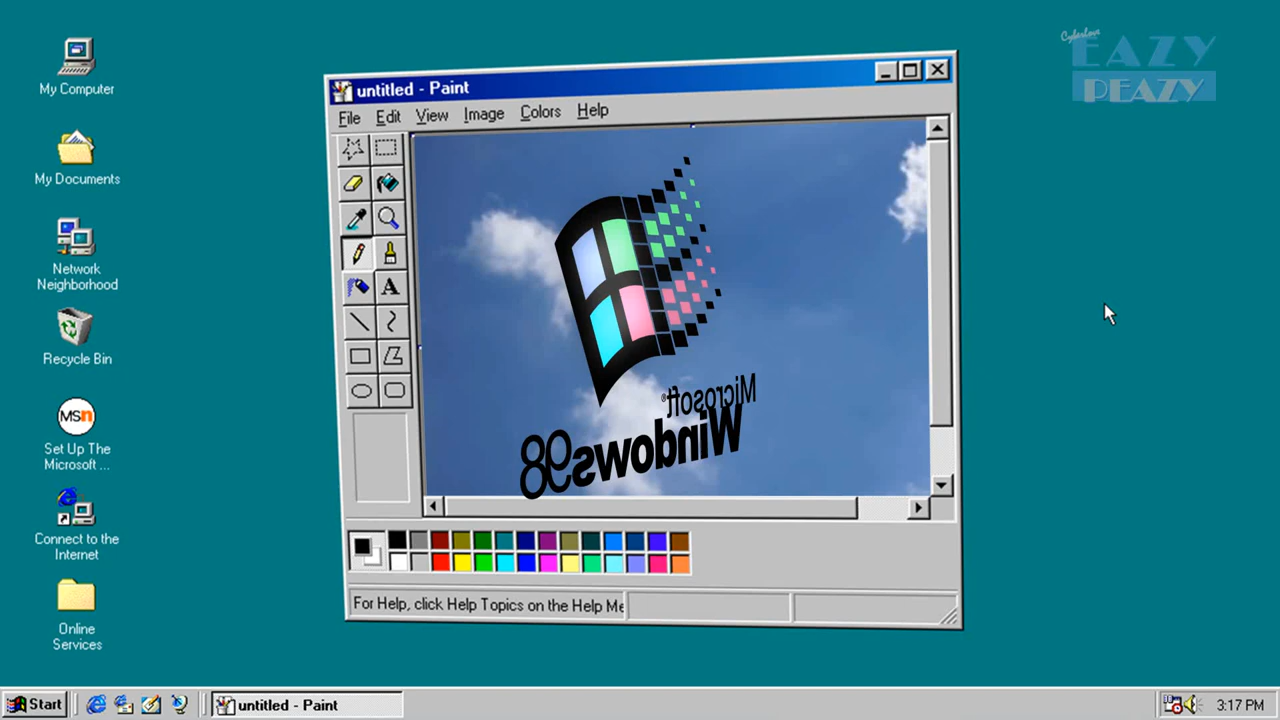 My Computer
My Documents
Network
Neighborhood
Recycle Bin
MSn
Set Up The
Microsoft ...
Connect to the
Internet
Online
Services
Cyberlove
EAZY
PEAZY
untitled - Paint
File Edit View Image Colors Help
A
Microsoft®
Windows98
For Help, click Help Topics on the Help Me
Start
untitled - Paint
3:17 PM